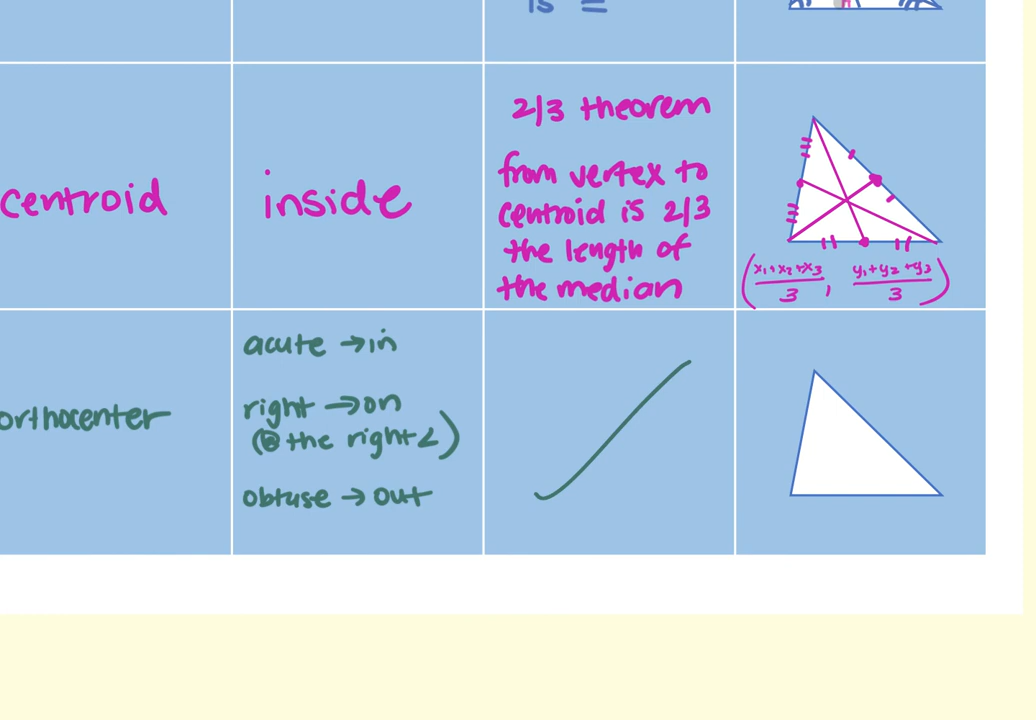 is =
centroid
inside
2/3 theorem
from vertex to
centroid is 2/3
the length of
the median
(x₁+x₂+x₃/3, y₁+y₂+y₃/3)
orthocenter
acute →in
right →on
(@ the right ∠)
obtuse → out